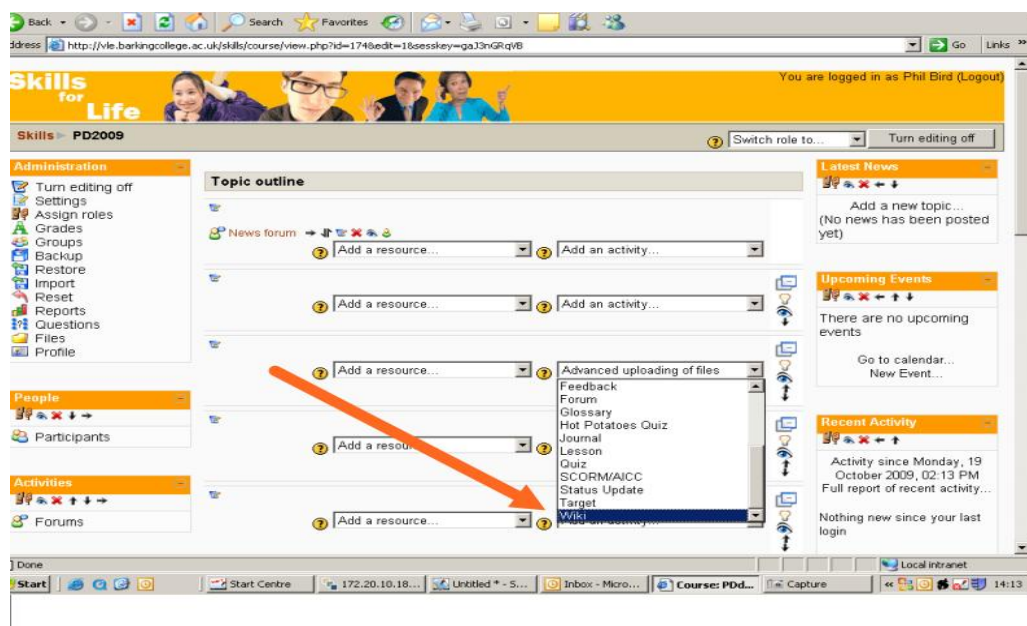 Back
Search
Favorites
ddress http://vle.barkingcollege.ac.uk/skills/course/view.php?id=174&edit=1&sesskey=gaJ3nGRqVB
Go
Links »
Skills
for
Life
You are logged in as Phil Bird (Logout)
Skills ► PD2009
Switch role to...
Turn editing off
Administration
Turn editing off
Settings
Assign roles
Grades
Groups
Backup
Restore
Import
Reset
Reports
Questions
Files
Profile
People
Participants
Activities
Forums
Topic outline
News forum
Add a resource...
Add an activity...
Add a resource...
Add an activity...
Add a resource...
Advanced uploading of files
Feedback
Forum
Glossary
Hot Potatoes Quiz
Journal
Lesson
Quiz
SCORM/AICC
Status Update
Target
Wiki
Add a resour
Add a resource...
Add an activity...
Latest News
Add a new topic...
(No news has been posted
yet)
Upcoming Events
There are no upcoming
events
Go to calendar...
New Event...
Recent Activity
Activity since Monday, 19
October 2009, 02:13 PM
Full report of recent activity...
Nothing new since your last
login
Done
Local intranet
Start
Start Centre
172.20.10.18...
Untitled * - S...
Inbox - Micro...
Course: PDd...
Capture
«
14:13